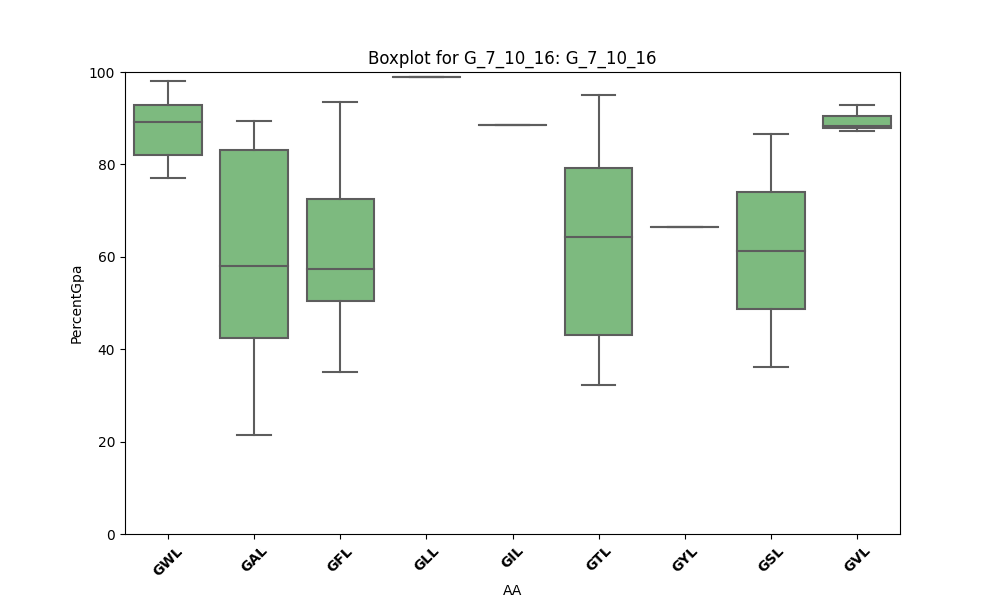 Boxplot for G_7_10_16: G_7_10_16
PercentGpa
100
80
60
40
20
0
GWL
GAL
GFL
GLL
GIL
GTL
GYL
GSL
GVL
AA